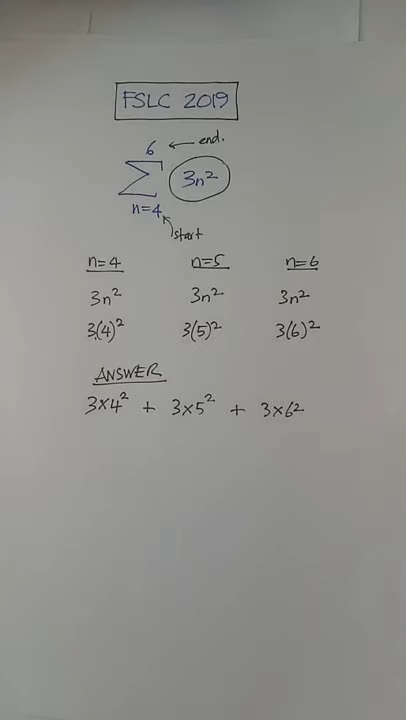 FSLC 2019
6 ← end.
∑ 3n²
n=4
start
n=4 n=5 n=6
3n² 3n² 3n²
3(4)² 3(5)² 3(6)²
ANSWER
3×4² + 3×5² + 3×6²